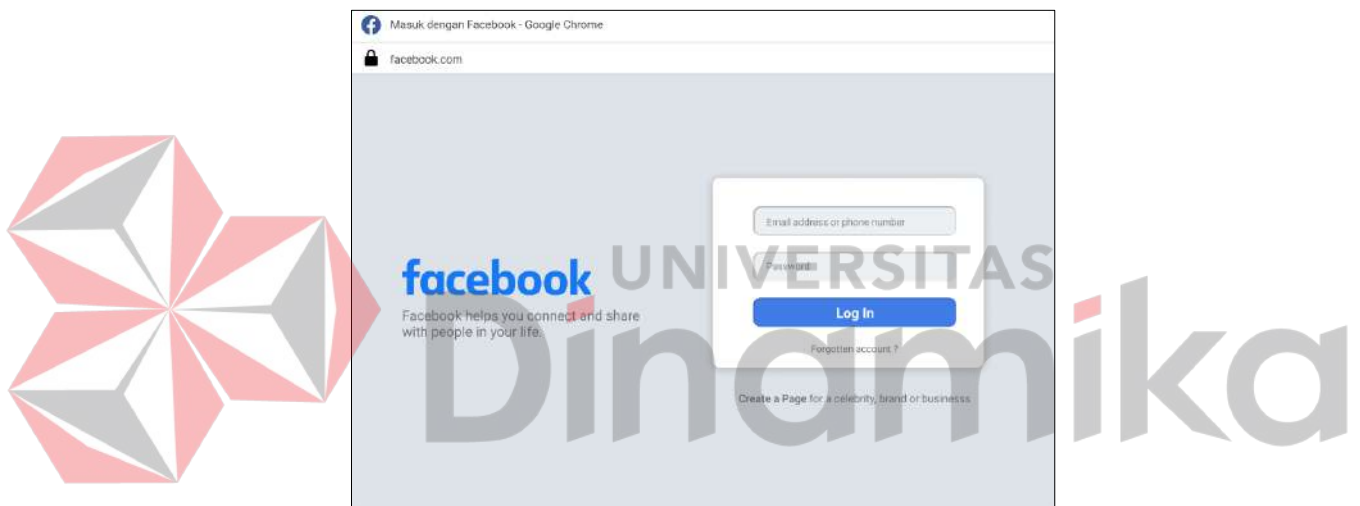 Masuk dengan Facebook - Google Chrome
facebook.com
Email address or phone number
Password
facebook
Facebook helps you connect and share
with people in your life.
Log In
Forgotten account ?
Create a Page for a celebrity, brand or businesss
UNIVERSITAS
Dinamika